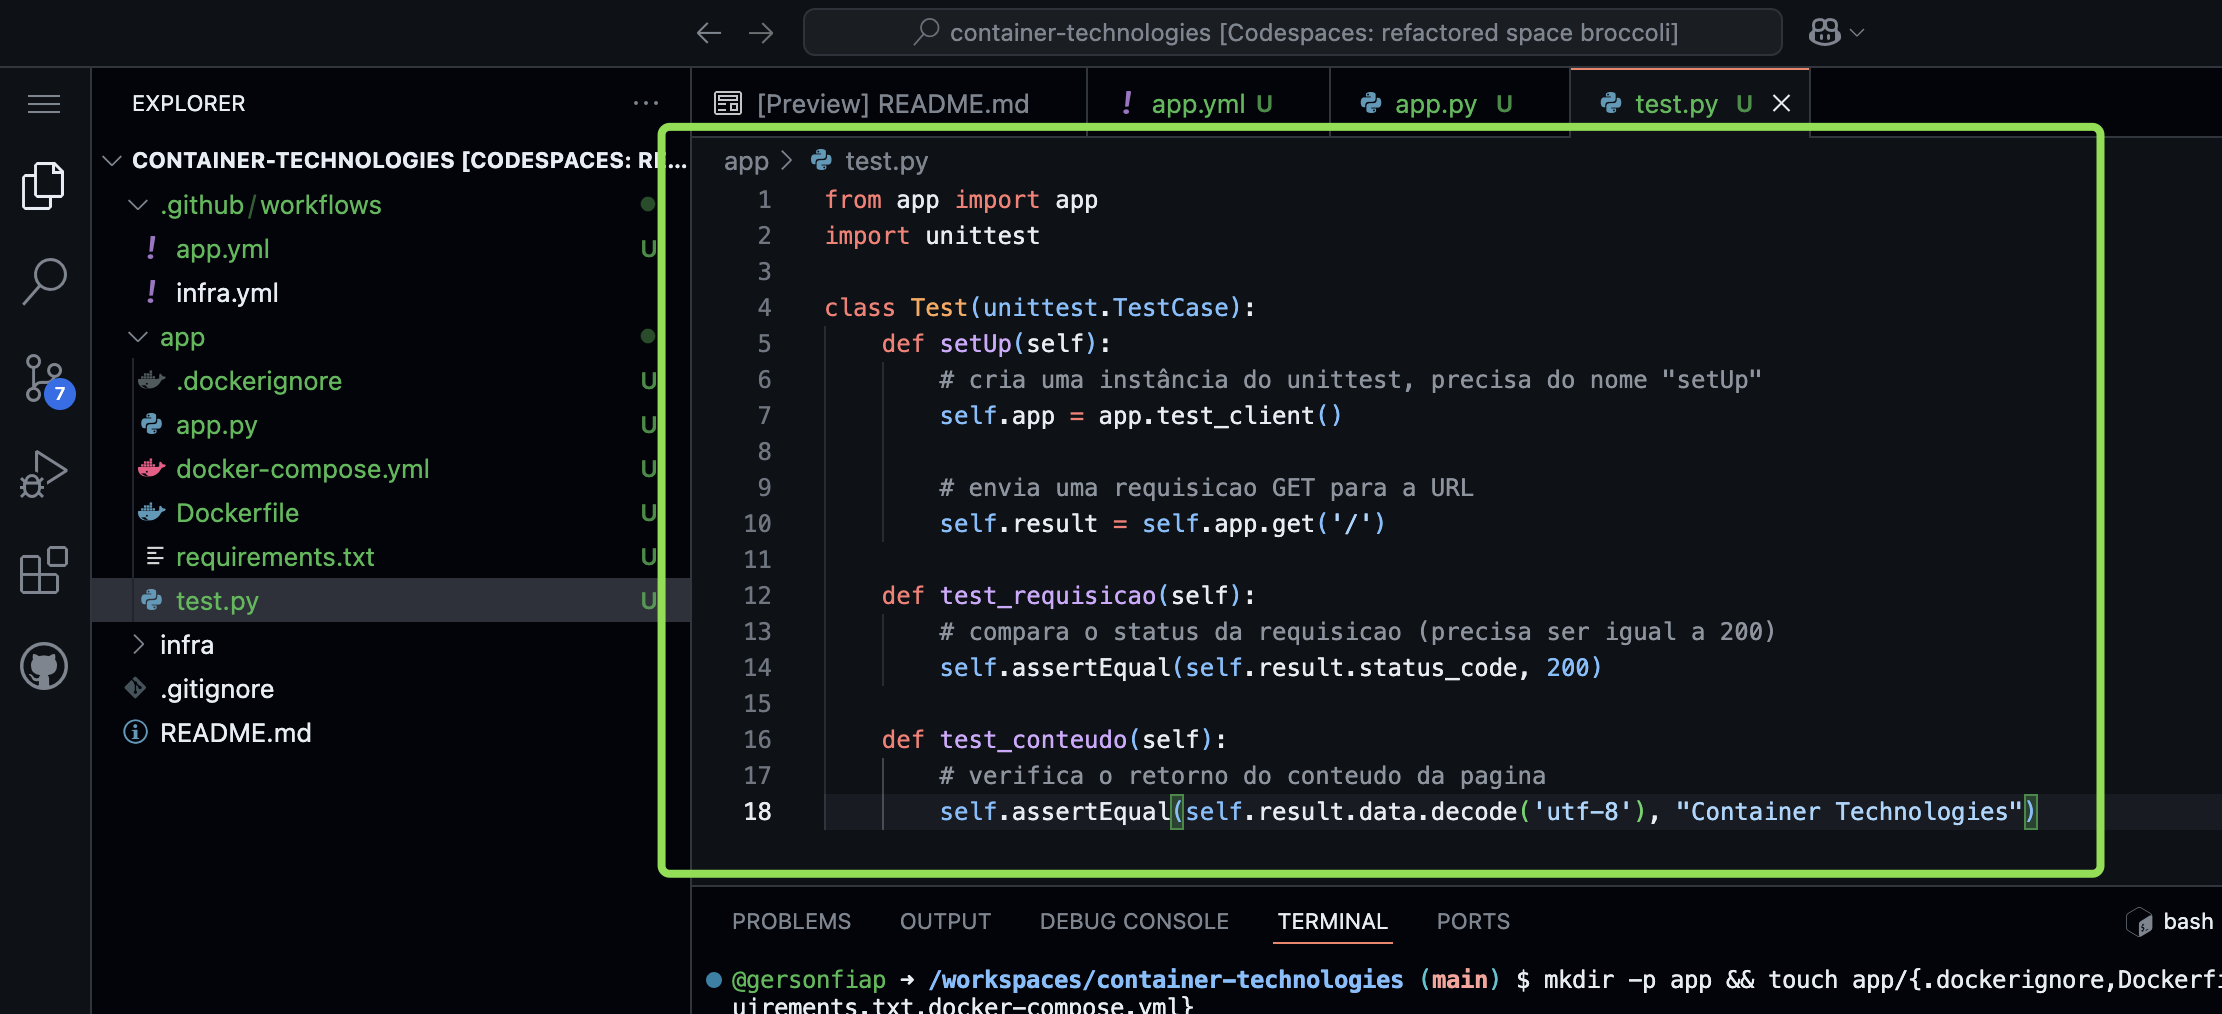 container-technologies [Codespaces: refactored space broccoli]
EXPLORER
CONTAINER-TECHNOLOGIES [CODESPACES: RE...
.github/workflows
app.yml U
infra.yml
app
.dockerignore U
app.py U
docker-compose.yml U
Dockerfile U
requirements.txt U
test.py U
infra
.gitignore
README.md
7
[Preview] README.md
app.yml U
app.py U
test.py U
app > test.py
1 from app import app
2 import unittest
3
4 class Test(unittest.TestCase):
5 def setUp(self):
6 # cria uma instância do unittest, precisa do nome "setUp"
7 self.app = app.test_client()
8
9 # envia uma requisicao GET para a URL
10 self.result = self.app.get('/')
11
12 def test_requisicao(self):
13 # compara o status da requisicao (precisa ser igual a 200)
14 self.assertEqual(self.result.status_code, 200)
15
16 def test_conteudo(self):
17 # verifica o retorno do conteudo da pagina
18 self.assertEqual(self.result.data.decode('utf-8'), "Container Technologies")
PROBLEMS OUTPUT DEBUG CONSOLE TERMINAL PORTS
bash
@gersonfiap → /workspaces/container-technologies (main) $ mkdir -p app && touch app/{.dockerignore,Dockerfi
uirements.txt,docker-compose.yml}